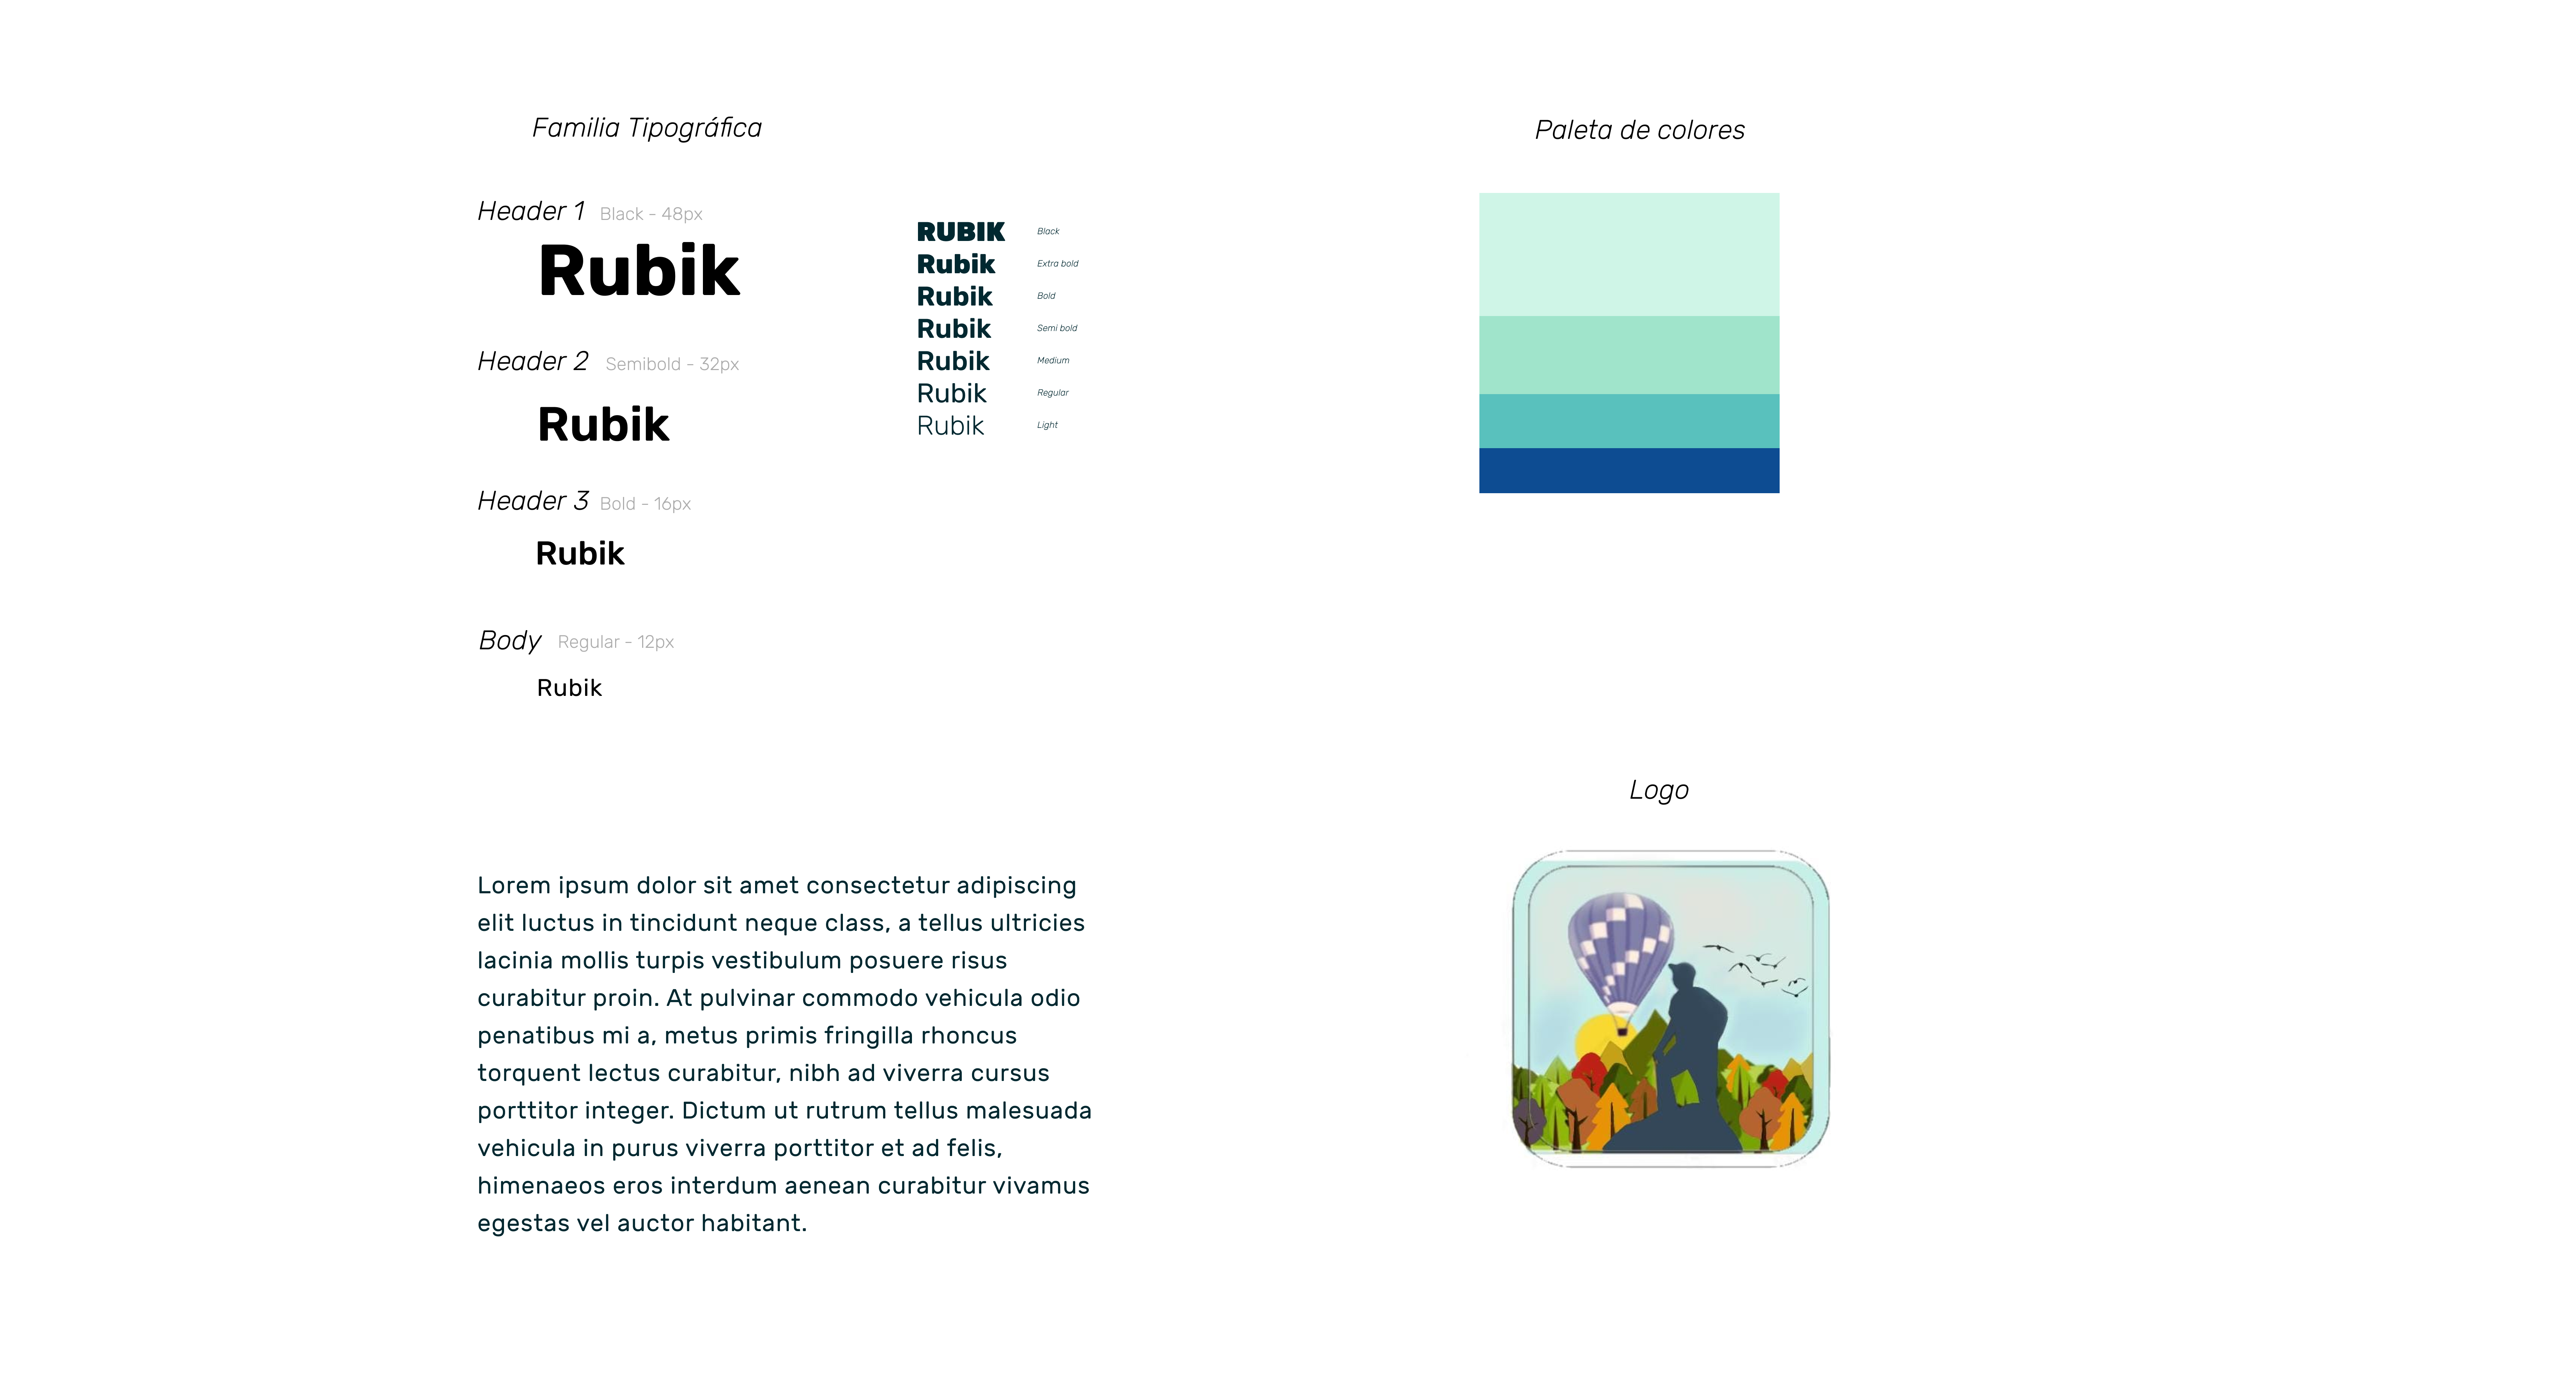 Familia Tipográfica
Header 1 Black - 48px
Rubik
Header 2 Semibold - 32px
Rubik
Header 3 Bold - 16px
Rubik
Body Regular - 12px
Rubik
RUBIK Black
Rubik Extra bold
Rubik Bold
Rubik Semi bold
Rubik Medium
Rubik Regular
Rubik Light
Lorem ipsum dolor sit amet consectetur adipiscing
elit luctus in tincidunt neque class, a tellus ultricies
lacinia mollis turpis vestibulum posuere risus
curabitur proin. At pulvinar commodo vehicula odio
penatibus mi a, metus primis fringilla rhoncus
torquent lectus curabitur, nibh ad viverra cursus
porttitor integer. Dictum ut rutrum tellus malesuada
vehicula in purus viverra porttitor et ad felis,
himenaeos eros interdum aenean curabitur vivamus
egestas vel auctor habitant.
Paleta de colores
Logo